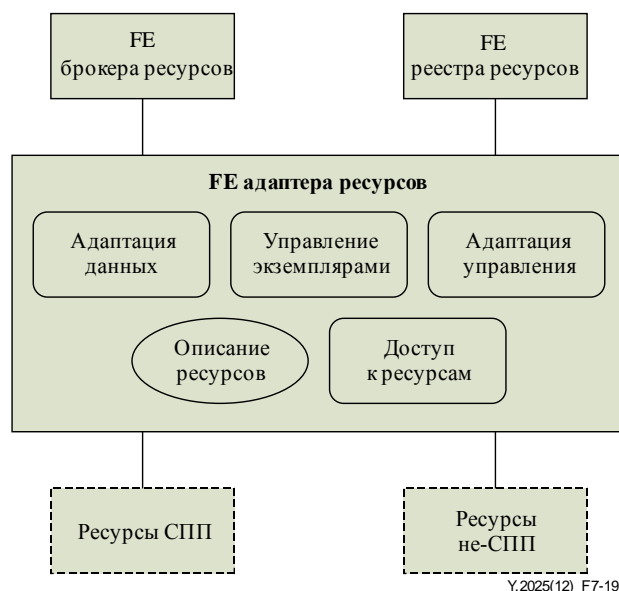 FE
брокера ресурсов
FE
реестра ресурсов
FE адаптера ресурсов
Адаптация
данных
Управление
экземплярами
Адаптация
управления
Описание
ресурсов
Доступ
к ресурсам
Ресурсы СПП
Ресурсы
не-СПП
Y.2025(12)_F7-19